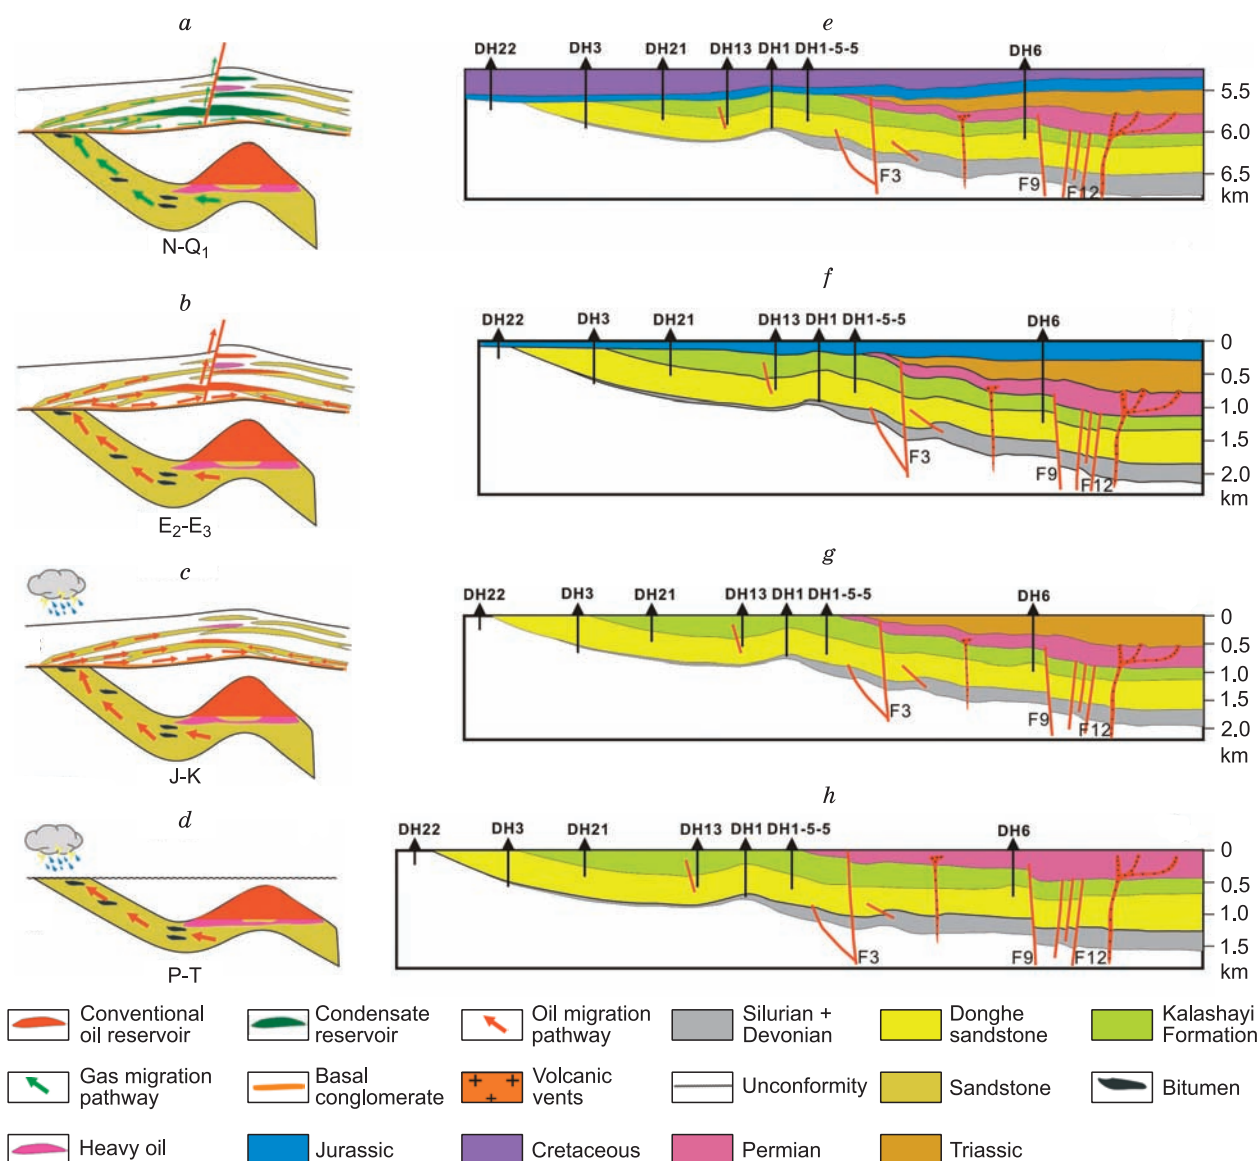 a
e
DH22 DH3 DH21 DH13 DH1 DH1-5-5 DH6
5.5
6.0
6.5
km
F3
F9
F12
N-Q1
b
f
DH22 DH3 DH21 DH13 DH1 DH1-5-5 DH6
0
0.5
1.0
1.5
2.0
km
F3
F9
F12
E2-E3
c
g
DH22 DH3 DH21 DH13 DH1 DH1-5-5 DH6
0
0.5
1.0
1.5
2.0
km
F3
F9
F12
J-K
d
h
DH22 DH3 DH21 DH13 DH1 DH1-5-5 DH6
0
0.5
1.0
1.5
km
F3
F9
F12
P-T
Conventional
oil reservoir
Condensate
reservoir
Oil migration
pathway
Silurian +
Devonian
Donghe
sandstone
Kalashayi
Formation
Gas migration
pathway
Basal
conglomerate
Volcanic
vents
Unconformity
Sandstone
Bitumen
Heavy oil
Jurassic
Cretaceous
Permian
Triassic